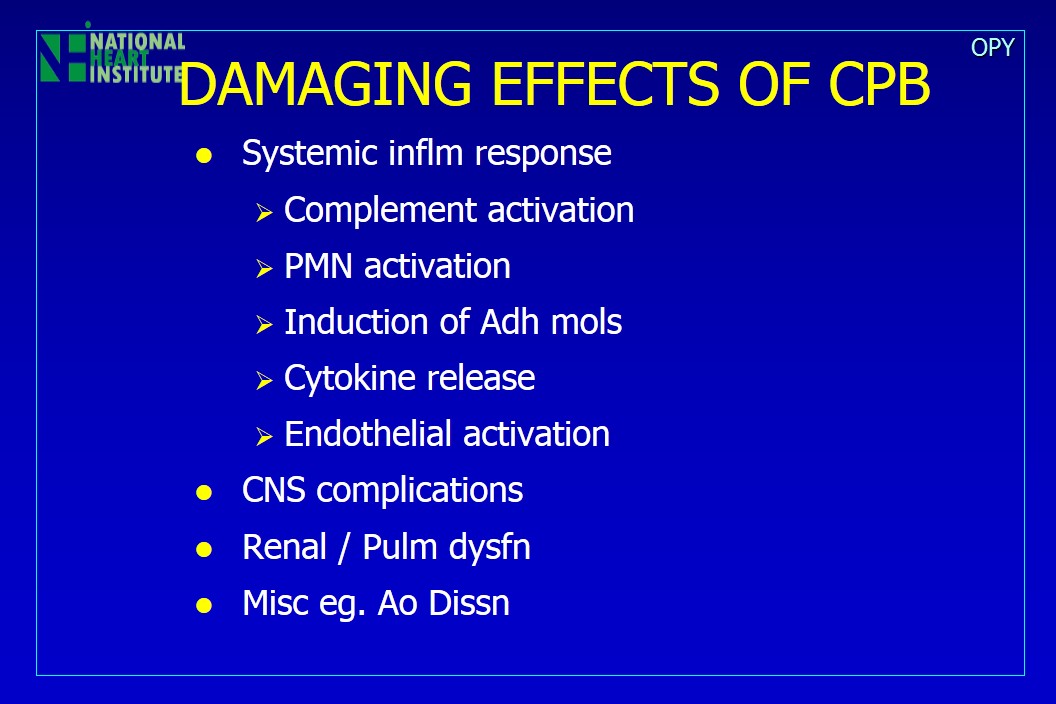 NATIONAL
HEART
INSTITUTE
OPY
DAMAGING EFFECTS OF CPB
Systemic inflm response
Complement activation
PMN activation
Induction of Adh mols
Cytokine release
Endothelial activation
CNS complications
Renal / Pulm dysfn
Misc eg. Ao Dissn